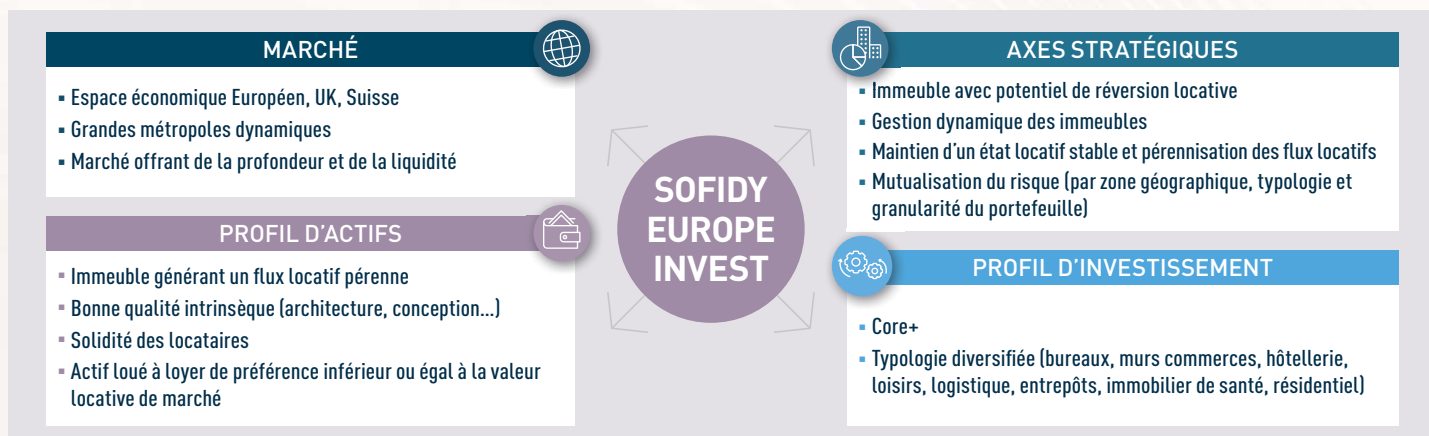 MARCHÉ
▪ Espace économique Européen, UK, Suisse
▪ Grandes métropoles dynamiques
▪ Marché offrant de la profondeur et de la liquidité
PROFIL D’ACTIFS
▪ Immeuble générant un flux locatif pérenne
▪ Bonne qualité intrinsèque (architecture, conception...)
▪ Solidité des locataires
▪ Actif loué à loyer de préférence inférieur ou égal à la valeur
locative de marché
SOFIDY
EUROPE
INVEST
AXES STRATÉGIQUES
▪ Immeuble avec potentiel de réversion locative
▪ Gestion dynamique des immeubles
▪ Maintien d’un état locatif stable et pérennisation des flux locatifs
▪ Mutualisation du risque (par zone géographique, typologie et
granularité du portefeuille)
PROFIL D’INVESTISSEMENT
▪ Core+
▪ Typologie diversifiée (bureaux, murs commerces, hôtellerie,
loisirs, logistique, entrepôts, immobilier de santé, résidentiel)